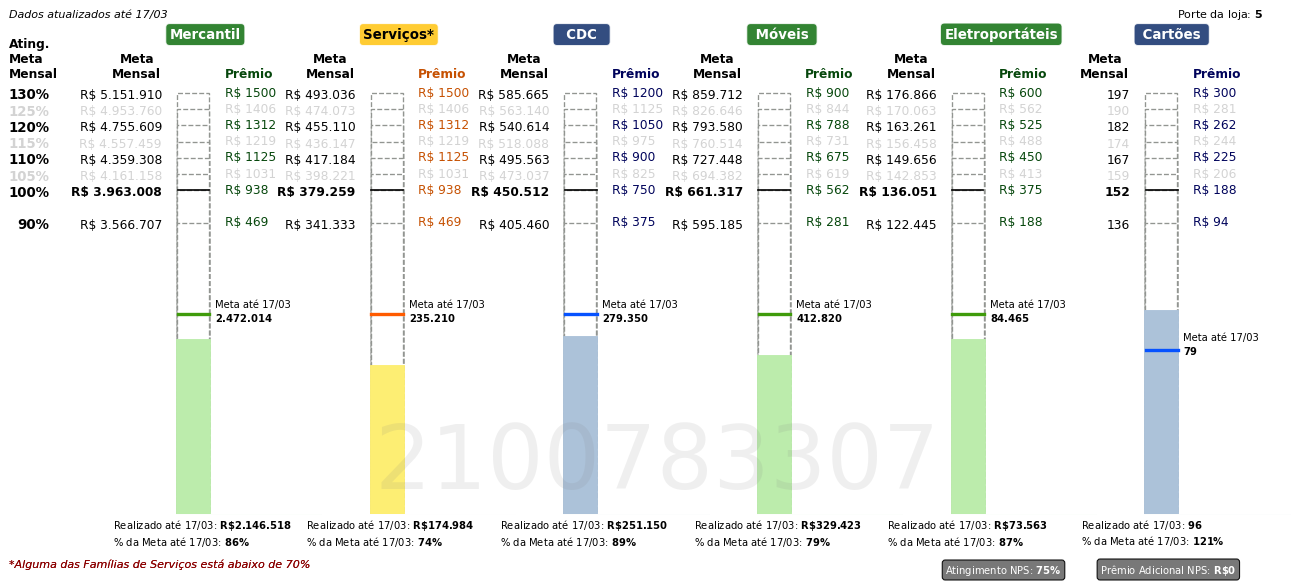 Dados atualizados até 17/03 Porte da loja: 5
Mercantil Serviços* CDC Móveis Eletroportáteis Cartões
Ating. Meta Mensal Meta Mensal Prêmio Meta Mensal Prêmio Meta Mensal Prêmio Meta Mensal Prêmio Meta Mensal Prêmio Meta Mensal Prêmio
130% R$ 5.151.910 R$ 1500 R$ 493.036 R$ 1500 R$ 585.665 R$ 1200 R$ 859.712 R$ 900 R$ 176.866 R$ 600 197 R$ 300
125% R$ 4.953.760 R$ 1406 R$ 474.073 R$ 1406 R$ 563.140 R$ 1125 R$ 826.646 R$ 844 R$ 170.063 R$ 562 190 R$ 281
120% R$ 4.755.609 R$ 1312 R$ 455.110 R$ 1312 R$ 540.614 R$ 1050 R$ 793.580 R$ 788 R$ 163.261 R$ 525 182 R$ 262
115% R$ 4.557.459 R$ 1219 R$ 436.147 R$ 1219 R$ 518.088 R$ 975 R$ 760.514 R$ 731 R$ 156.458 R$ 488 174 R$ 244
110% R$ 4.359.308 R$ 1125 R$ 417.184 R$ 1125 R$ 495.563 R$ 900 R$ 727.448 R$ 675 R$ 149.656 R$ 450 167 R$ 225
105% R$ 4.161.158 R$ 1031 R$ 398.221 R$ 1031 R$ 473.037 R$ 825 R$ 694.382 R$ 619 R$ 142.853 R$ 413 159 R$ 206
100% R$ 3.963.008 R$ 938 R$ 379.259 R$ 938 R$ 450.512 R$ 750 R$ 661.317 R$ 562 R$ 136.051 R$ 375 152 R$ 188
90% R$ 3.566.707 R$ 469 R$ 341.333 R$ 469 R$ 405.460 R$ 375 R$ 595.185 R$ 281 R$ 122.445 R$ 188 136 R$ 94
Meta até 17/03 Meta até 17/03 Meta até 17/03 Meta até 17/03 Meta até 17/03
2.472.014 235.210 279.350 412.820 84.465
Meta até 17/03
79
2100783307
Realizado até 17/03: R$2.146.518 Realizado até 17/03: R$174.984 Realizado até 17/03: R$251.150 Realizado até 17/03: R$329.423 Realizado até 17/03: R$73.563 Realizado até 17/03: 96
% da Meta até 17/03: 86% % da Meta até 17/03: 74% % da Meta até 17/03: 89% % da Meta até 17/03: 79% % da Meta até 17/03: 87% % da Meta até 17/03: 121%
*Alguma das Famílias de Serviços está abaixo de 70% Atingimento NPS: 75% Prêmio Adicional NPS: R$0